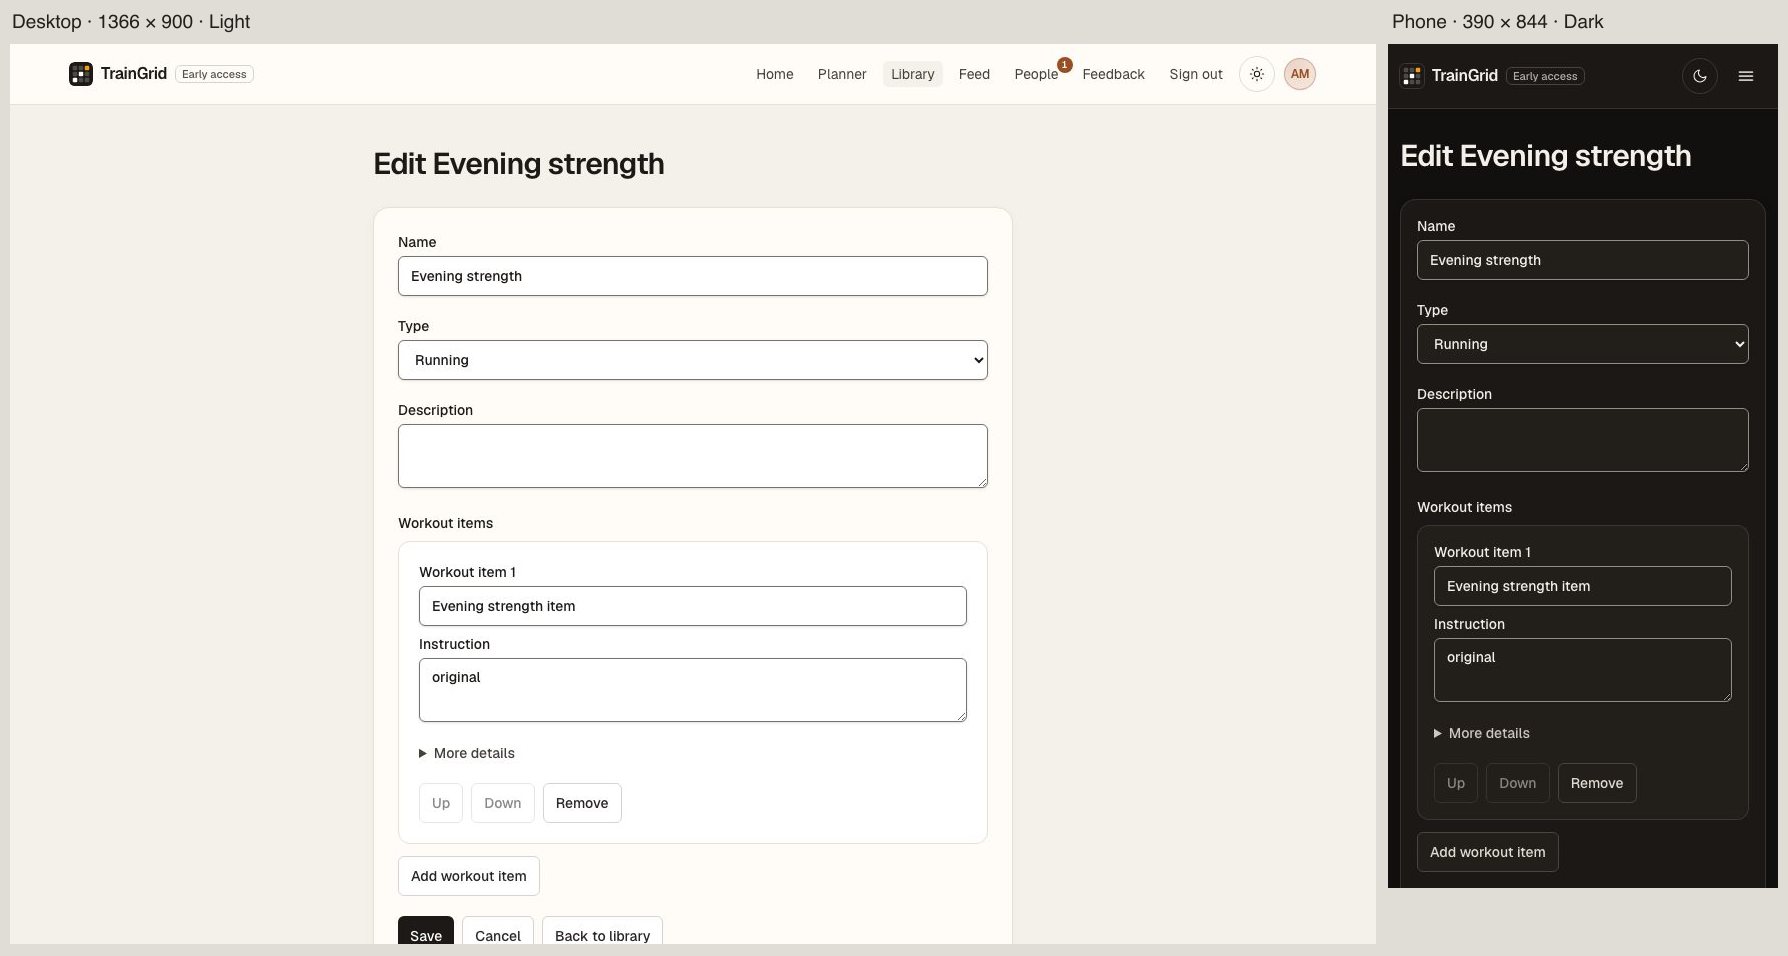 Desktop · 1366 × 900 · Light
TrainGrid Early access
Home Planner Library Feed People 1 Feedback Sign out AM
Edit Evening strength
Name
Evening strength
Type
Running
Description
Workout items
Workout item 1
Evening strength item
Instruction
original
More details
Up Down Remove
Add workout item
Save Cancel Back to library
Phone · 390 × 844 · Dark
TrainGrid Early access
Edit Evening strength
Name
Evening strength
Type
Running
Description
Workout items
Workout item 1
Evening strength item
Instruction
original
More details
Up Down Remove
Add workout item